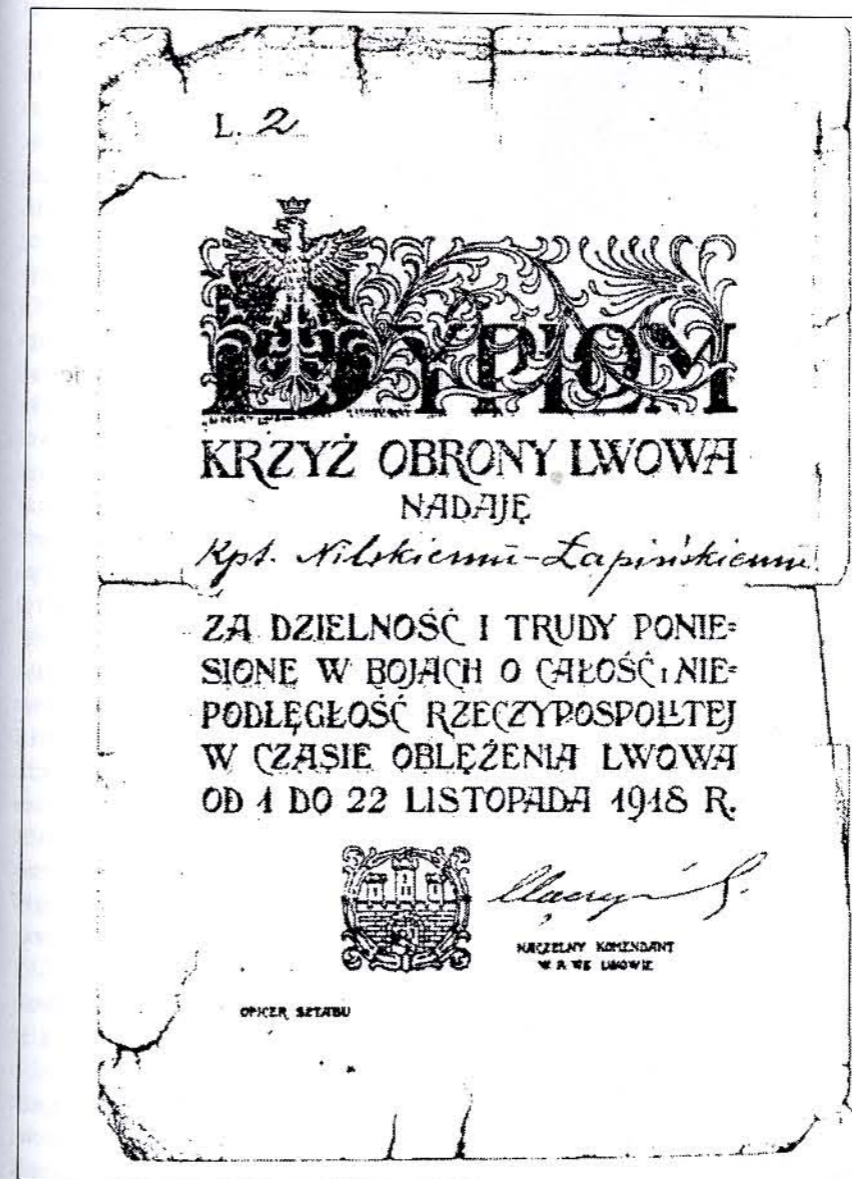 L. 2
DYPLOM
KRZYŻ OBRONY LWOWA
NADAJĘ
Kpt. Nilskiemu-Łapińskiemu
ZA DZIELNOŚĆ I TRUDY PONIE=
SIONE W BOJACH O CAŁOŚĆ I NIE=
PODLĘGŁOŚĆ RZECZYPOSPOLITEJ
W CZASIE OBLĘŻENIA LWOWA
OD 1 DO 22 LISTOPADA 1918 R.
NACZELNY KOMENDANT
W. P. WE LWOWIE
OFICER SZTABU